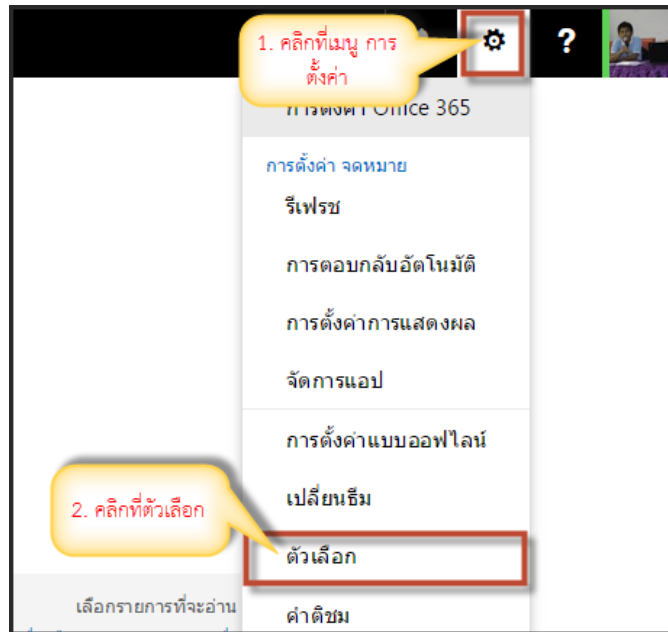 1. คลิกที่เมนู การ
ตั้งค่า
?
การตั้งค่า Office 365
การตั้งค่า จดหมาย
รีเฟรช
การตอบกลับอัตโนมัติ
การตั้งค่าการแสดงผล
จัดการแอป
การตั้งค่าแบบออฟไลน์
เปลี่ยนธีม
2. คลิกที่ตัวเลือก
ตัวเลือก
เลือกรายการที่จะอ่าน
คำติชม